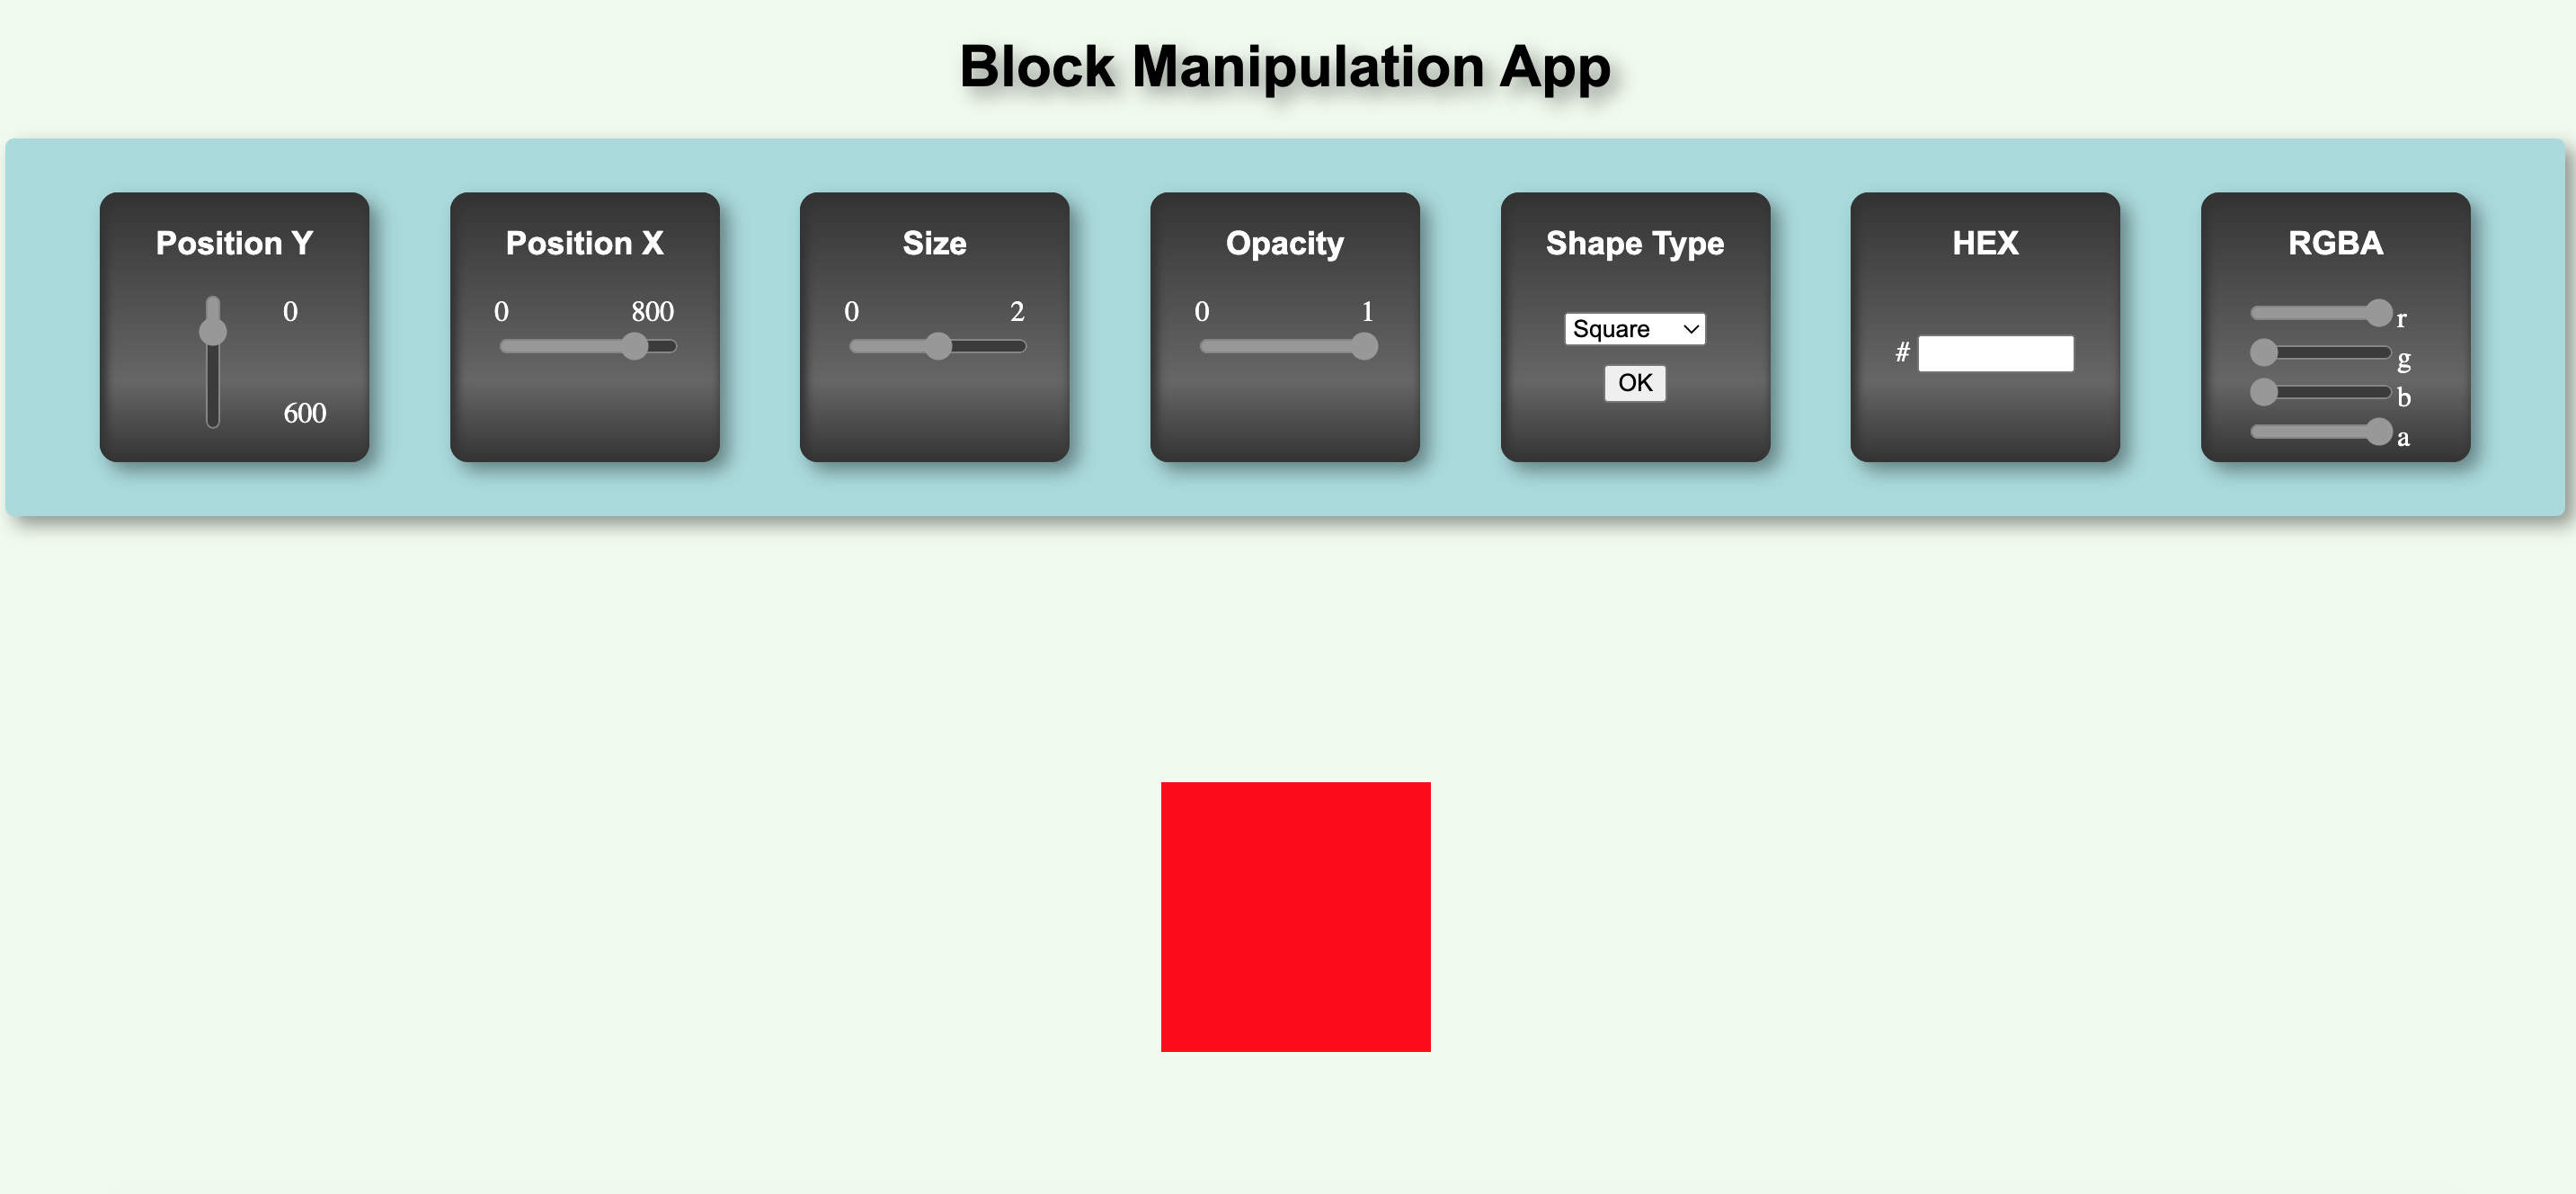 Block Manipulation App
Position Y
0
600
Position X
0 800
Size
0 2
Opacity
0 1
Shape Type
Square
OK
HEX
#
RGBA
r
g
b
a